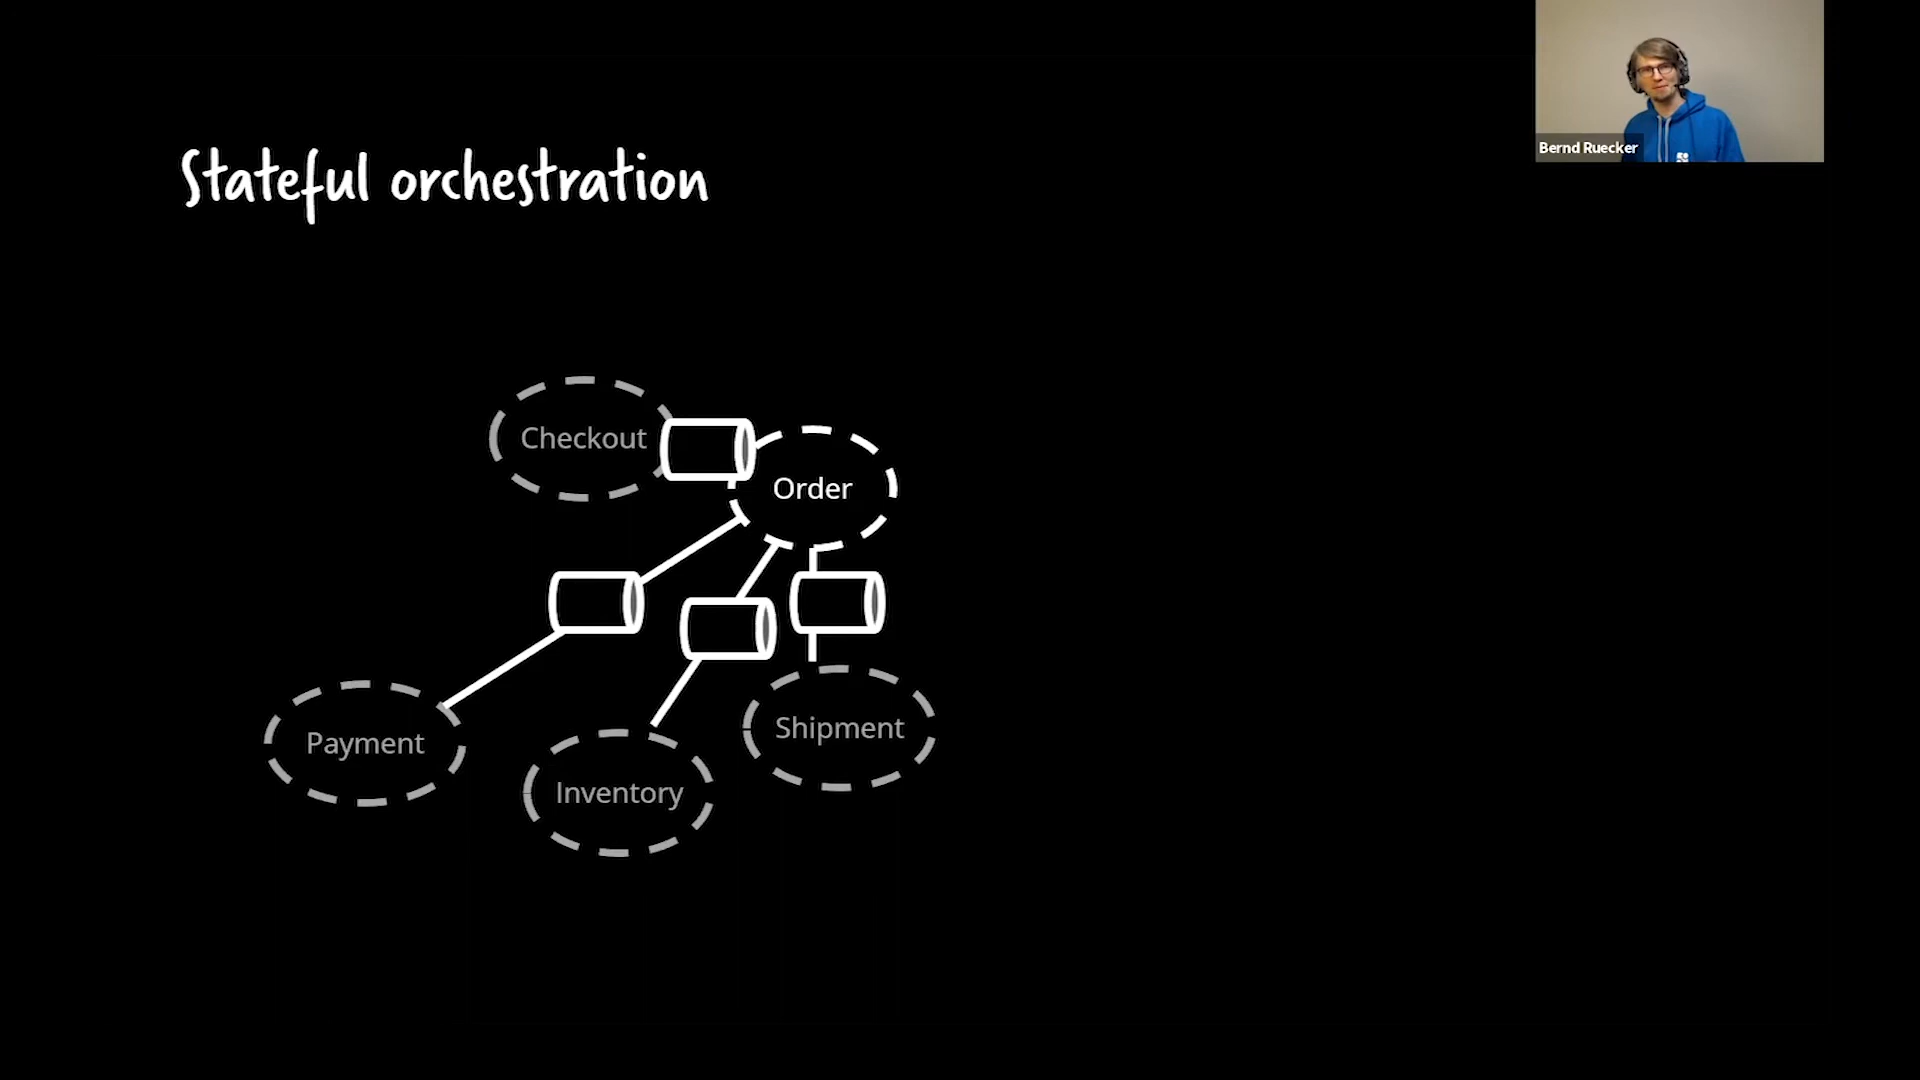 Bernd Ruecker
Stateful orchestration
Checkout
Order
Payment
Inventory
Shipment